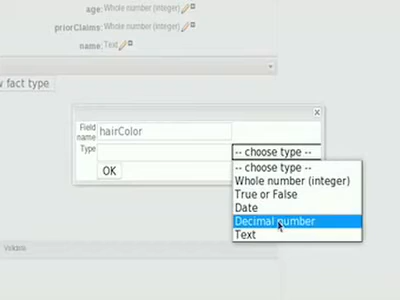 age: Whole number (integer)
priorClaims: Whole number (integer)
name: Text
w fact type
Field name hairColor
Type -- choose type --
-- choose type --
Whole number (integer)
True or False
Date
Decimal number
Text
OK
Validate